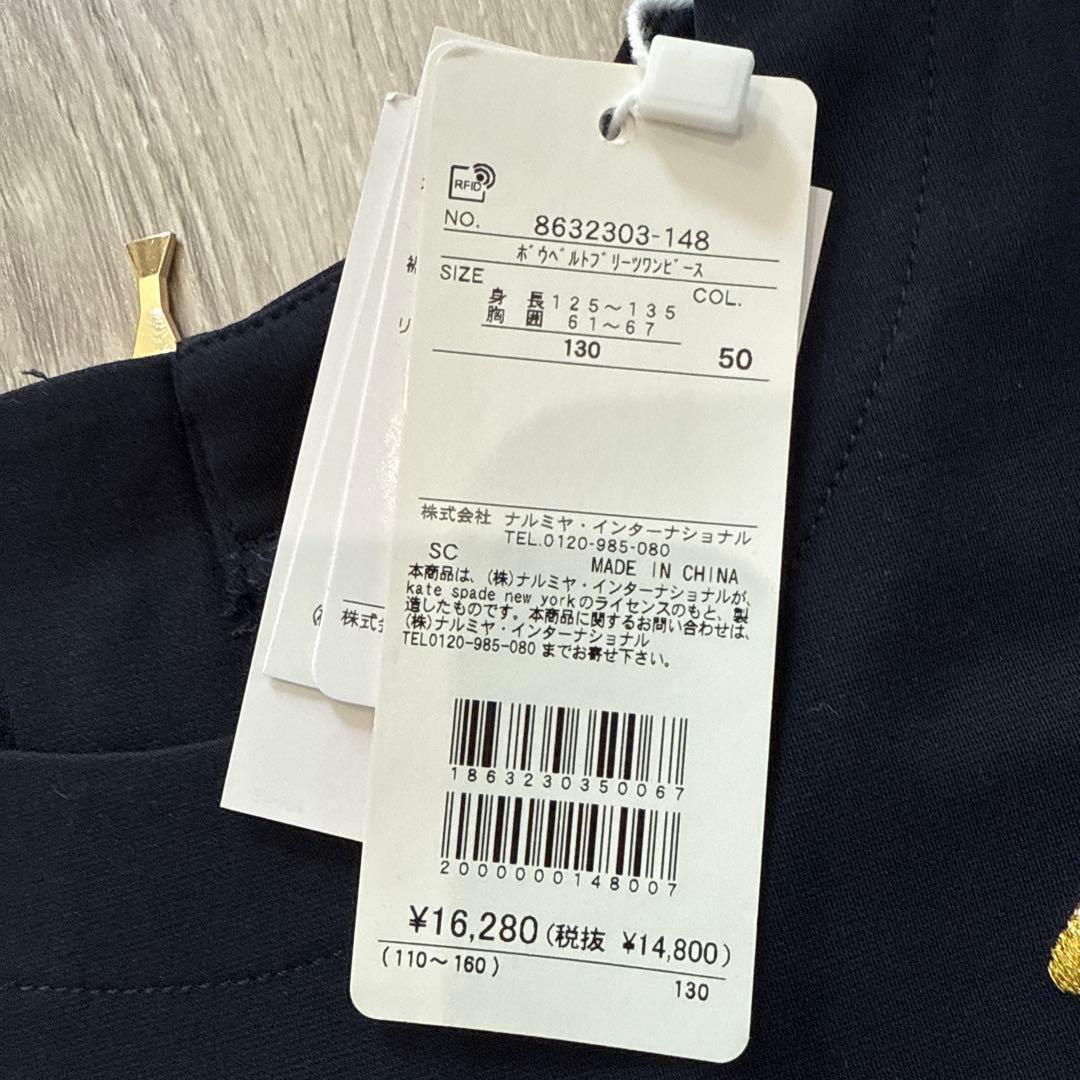 RFID
NO. 8632303-148
ボウベルトプリーツワンピース
SIZE COL.
身 長 125～135
胸 囲 61～67
130 50
株式会社 ナルミヤ・インターナショナル
TEL.0120-985-080
SC MADE IN CHINA
本商品は、(株)ナルミヤ・インターナショナルが、
kate spade new yorkのライセンスのもと、製
造したものです。本商品に関するお問い合わせは、
(株)ナルミヤ・インターナショナル
TEL0120-985-080 までお寄せ下さい。
1863230350067
2000000148007
¥16,280(税抜 ¥14,800)
(110～160)
130
リ
株式